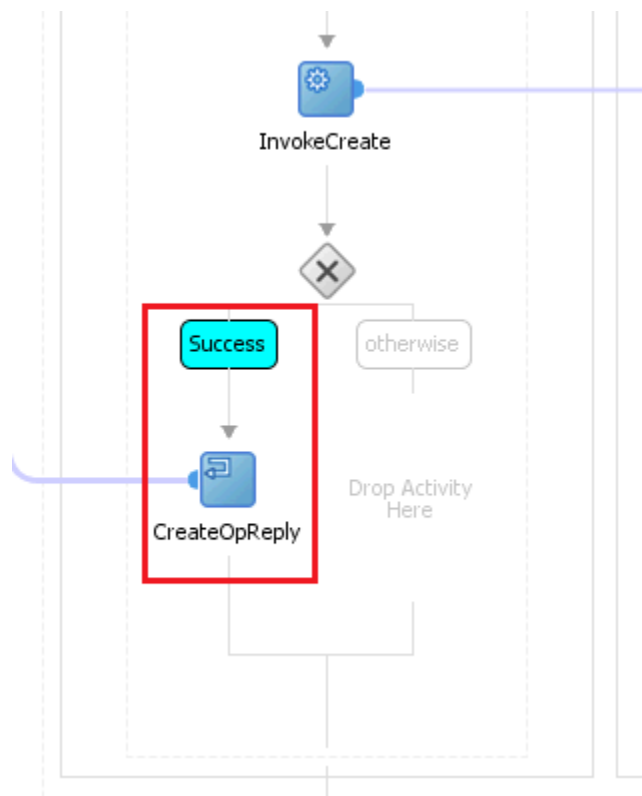 InvokeCreate
Success
otherwise
Drop Activity
Here
CreateOpReply